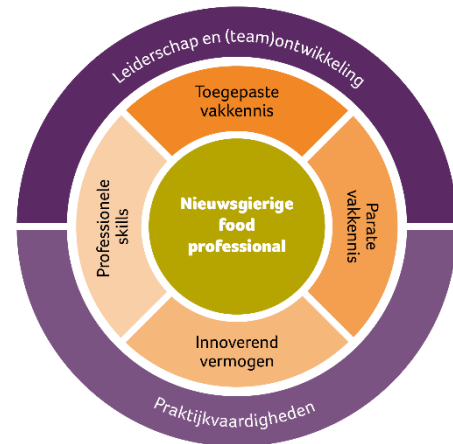 Leiderschap en (team)ontwikkeling
Toegepaste
vakkennis
Professionele
skills
Nieuwsgierige
food
professional
Parate
vakkennis
Innoverend
vermogen
Praktijkvaardigheden